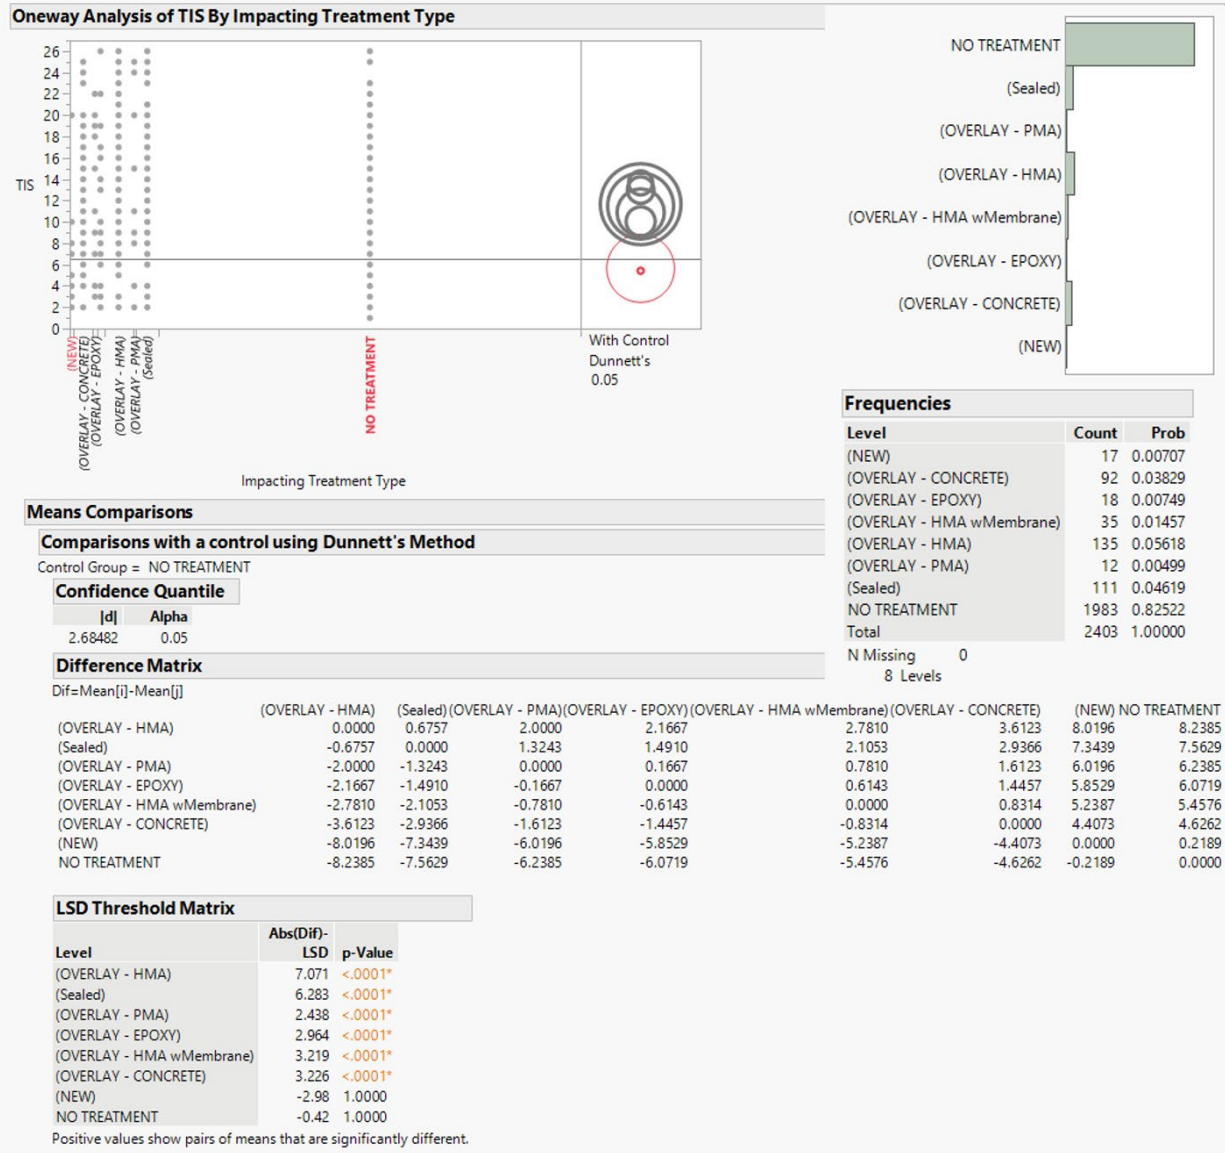 Oneway Analysis of TIS By Impacting Treatment Type
26
24
22
20
18
16
14
12
10
8
6
4
2
0
TIS
(NEW)
(OVERLAY - CONCRETE)
(OVERLAY - EPOXY)
(OVERLAY - HMA)
(OVERLAY - PMA)
(Sealed)
NO TREATMENT
With Control
Dunnett's
0.05
Impacting Treatment Type
NO TREATMENT
(Sealed)
(OVERLAY - PMA)
(OVERLAY - HMA)
(OVERLAY - HMA wMembrane)
(OVERLAY - EPOXY)
(OVERLAY - CONCRETE)
(NEW)
Frequencies
Level Count Prob
(NEW) 17 0.00707
(OVERLAY - CONCRETE) 92 0.03829
(OVERLAY - EPOXY) 18 0.00749
(OVERLAY - HMA wMembrane) 35 0.01457
(OVERLAY - HMA) 135 0.05618
(OVERLAY - PMA) 12 0.00499
(Sealed) 111 0.04619
NO TREATMENT 1983 0.82522
Total 2403 1.00000
N Missing 0
8 Levels
Means Comparisons
Comparisons with a control using Dunnett's Method
Control Group = NO TREATMENT
Confidence Quantile
|d| Alpha
2.68482 0.05
Difference Matrix
Dif=Mean[i]-Mean[j]
(OVERLAY - HMA) (Sealed) (OVERLAY - PMA) (OVERLAY - EPOXY) (OVERLAY - HMA wMembrane) (OVERLAY - CONCRETE) (NEW) NO TREATMENT
(OVERLAY - HMA) 0.0000 0.6757 2.0000 2.1667 2.7810 3.6123 8.0196 8.2385
(Sealed) -0.6757 0.0000 1.3243 1.4910 2.1053 2.9366 7.3439 7.5629
(OVERLAY - PMA) -2.0000 -1.3243 0.0000 0.1667 0.7810 1.6123 6.0196 6.2385
(OVERLAY - EPOXY) -2.1667 -1.4910 -0.1667 0.0000 0.6143 1.4457 5.8529 6.0719
(OVERLAY - HMA wMembrane) -2.7810 -2.1053 -0.7810 -0.6143 0.0000 0.8314 5.2387 5.4576
(OVERLAY - CONCRETE) -3.6123 -2.9366 -1.6123 -1.4457 -0.8314 0.0000 4.4073 4.6262
(NEW) -8.0196 -7.3439 -6.0196 -5.8529 -5.2387 -4.4073 0.0000 0.2189
NO TREATMENT -8.2385 -7.5629 -6.2385 -6.0719 -5.4576 -4.6262 -0.2189 0.0000
LSD Threshold Matrix
Abs(Dif)-
Level LSD p-Value
(OVERLAY - HMA) 7.071 <.0001*
(Sealed) 6.283 <.0001*
(OVERLAY - PMA) 2.438 <.0001*
(OVERLAY - EPOXY) 2.964 <.0001*
(OVERLAY - HMA wMembrane) 3.219 <.0001*
(OVERLAY - CONCRETE) 3.226 <.0001*
(NEW) -2.98 1.0000
NO TREATMENT -0.42 1.0000
Positive values show pairs of means that are significantly different.